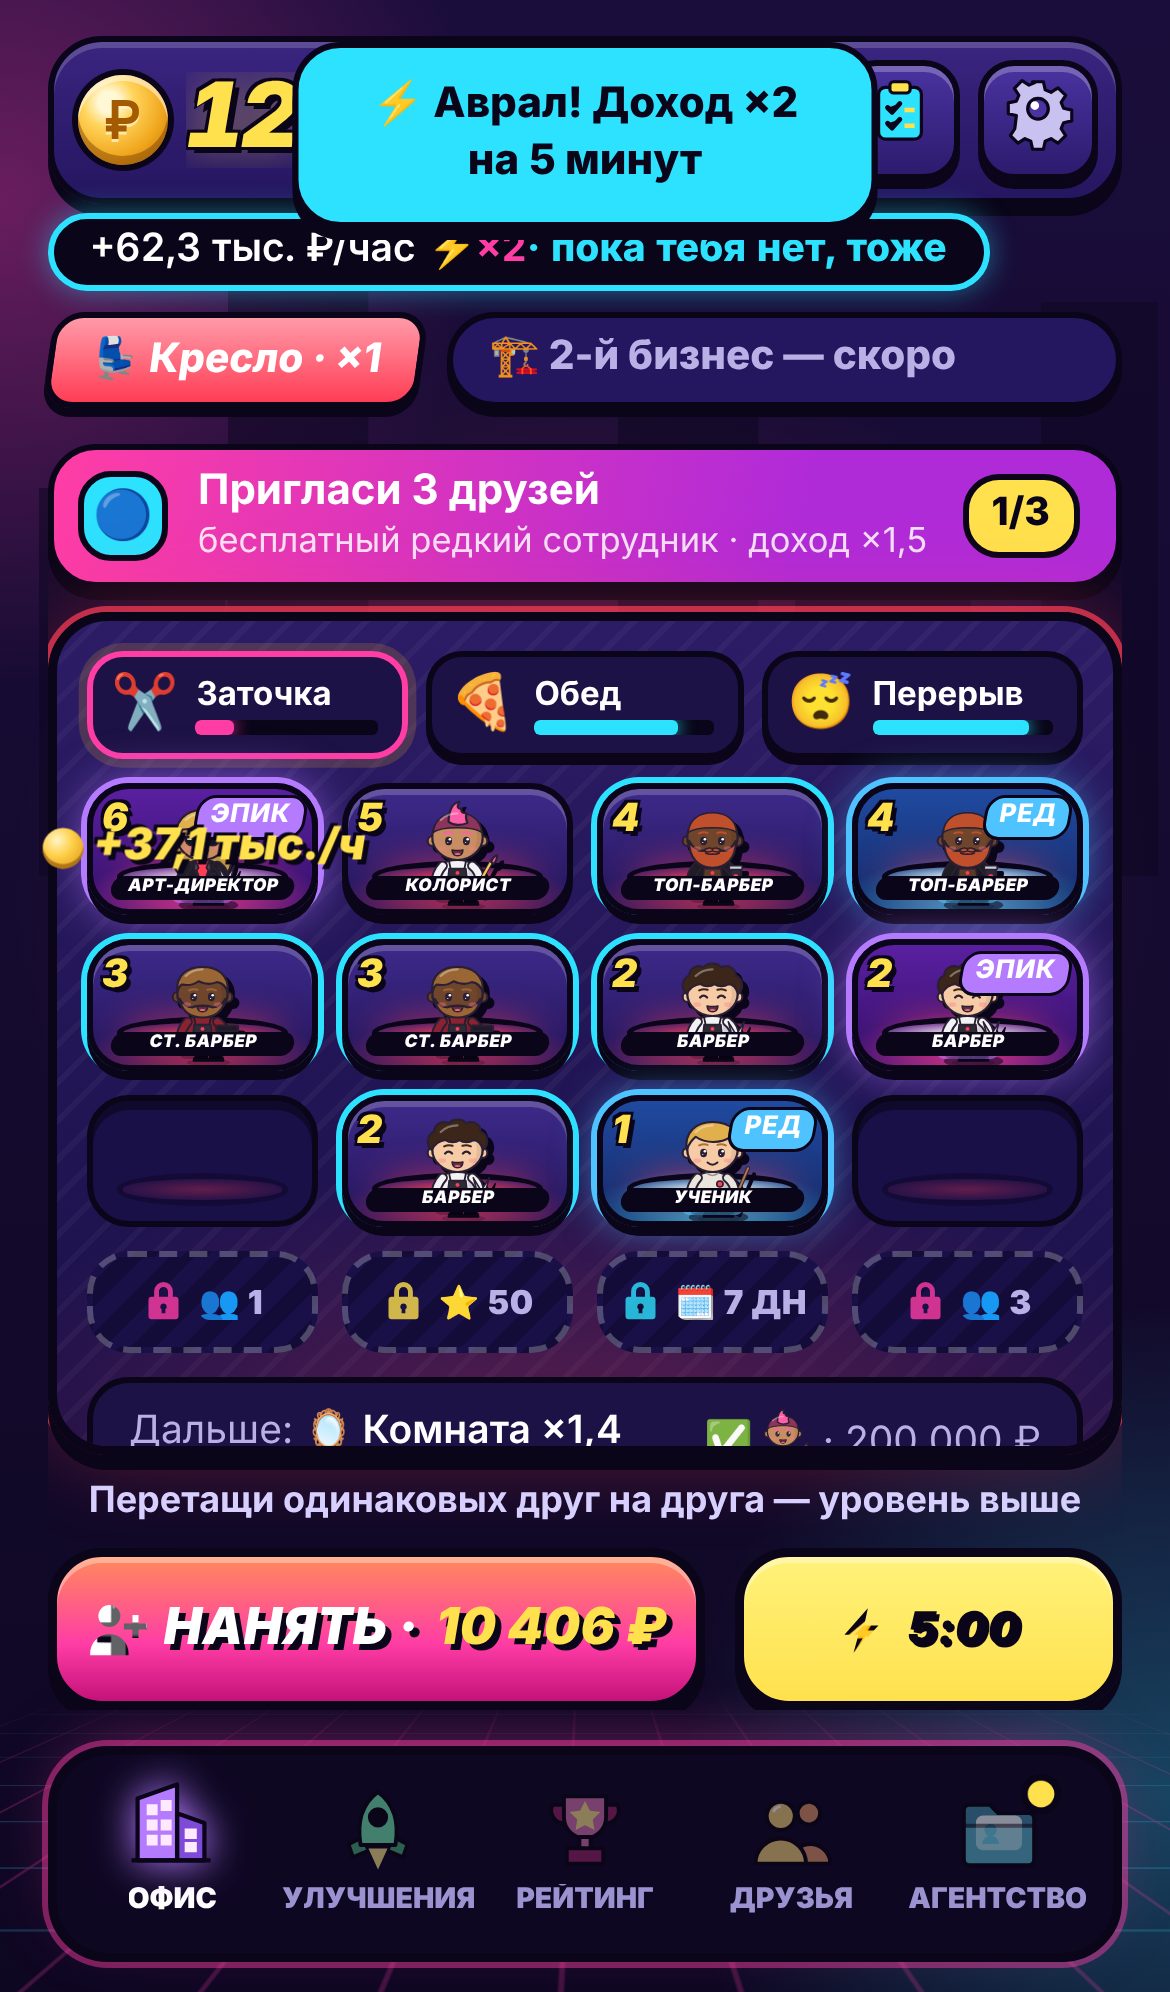 ₽ 12
⚡ Аврал! Доход ×2
на 5 минут
+62,3 тыс. ₽/час ⚡×2· пока тебя нет, тоже
Кресло · ×1
2-й бизнес — скоро
Пригласи 3 друзей
бесплатный редкий сотрудник · доход ×1,5
1/3
Заточка
Обед
Перерыв
6 ЭПИК
5
4
4 РЕД
+37,1 тыс./ч
АРТ-ДИРЕКТОР
КОЛОРИСТ
ТОП-БАРБЕР
ТОП-БАРБЕР
3
3
2
2 ЭПИК
СТ. БАРБЕР
СТ. БАРБЕР
БАРБЕР
БАРБЕР
2
1 РЕД
БАРБЕР
УЧЕНИК
1
50
7 ДН
3
Дальше: Комната ×1,4
· 200 000 ₽
Перетащи одинаковых друг на друга — уровень выше
НАНЯТЬ · 10 406 ₽
⚡ 5:00
ОФИС
УЛУЧШЕНИЯ
РЕЙТИНГ
ДРУЗЬЯ
АГЕНТСТВО